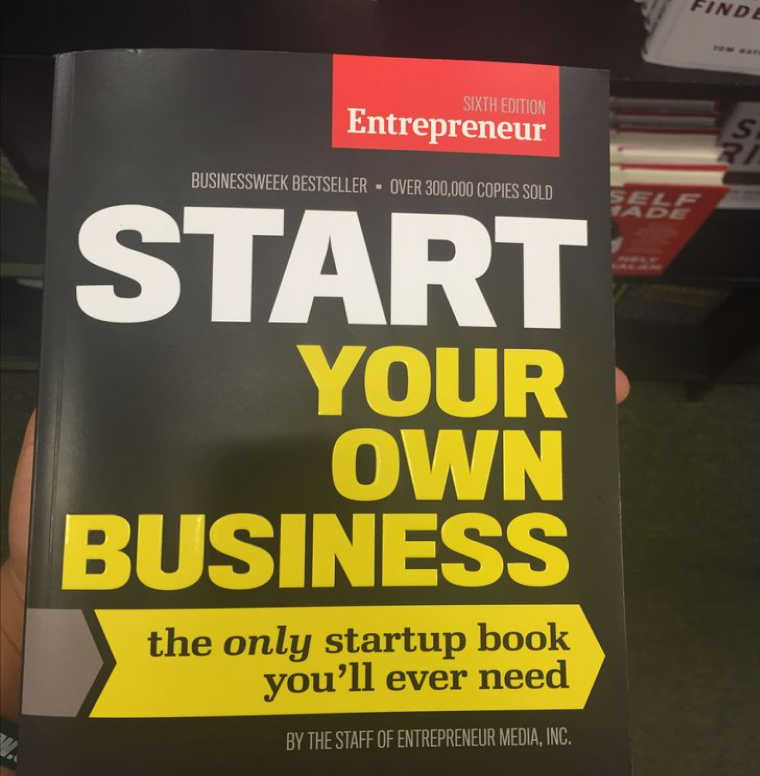 SIXTH EDITION
Entrepreneur
BUSINESSWEEK BESTSELLER ▪ OVER 300,000 COPIES SOLD
START
YOUR
OWN
BUSINESS
the only startup book
you'll ever need
BY THE STAFF OF ENTREPRENEUR MEDIA, INC.
SELF
MADE
NELY